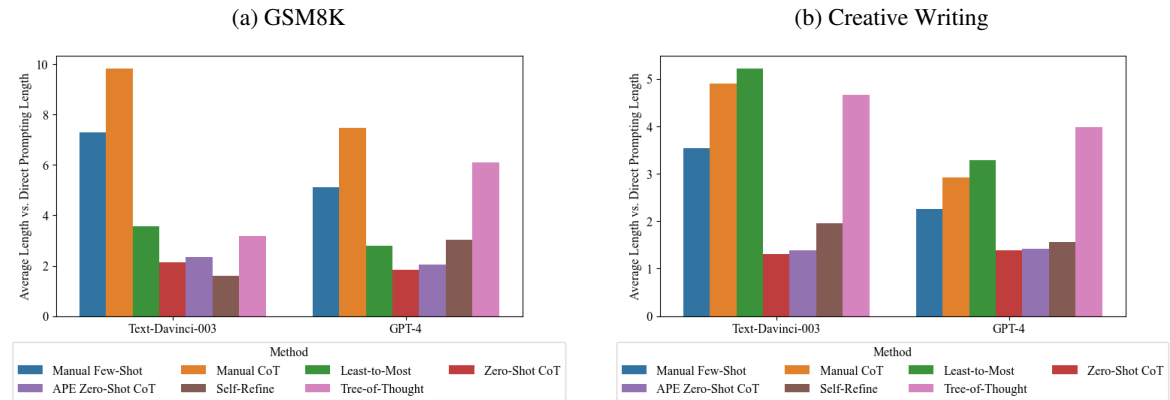 (a) GSM8K
Average Length vs. Direct Prompting Length
10
8
6
4
2
0
Text-Davinci-003 GPT-4
Method
Manual Few-Shot Manual CoT Least-to-Most Zero-Shot CoT
APE Zero-Shot CoT Self-Refine Tree-of-Thought
(b) Creative Writing
Average Length vs. Direct Prompting Length
5
4
3
2
1
0
Text-Davinci-003 GPT-4
Method
Manual Few-Shot Manual CoT Least-to-Most Zero-Shot CoT
APE Zero-Shot CoT Self-Refine Tree-of-Thought